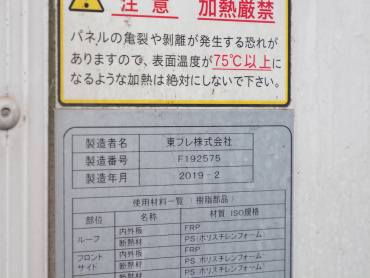 注意 加熱厳禁
パネルの亀裂や剥離が発生する恐れが
ありますので、表面温度が75℃以上に
なるような加熱は絶対にしないで下さい。
製造者名 東プレ株式会社
製造番号 F192575
製造年月 2019-2
使用材料一覧 （樹脂部品）
部位 名称 材質 ISO規格
ルーフ 内外板 FRP
断熱材 PS（ポリスチレンフォーム）
フロント 内外板 FRP
サイド 断熱材 PS（ポリスチレンフォーム）
内外板 FRP